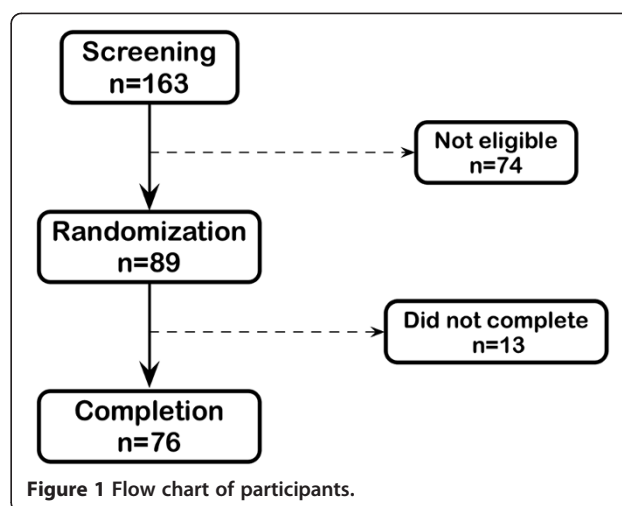 Screening
n=163
Not eligible
n=74
Randomization
n=89
Did not complete
n=13
Completion
n=76
Figure 1 Flow chart of participants.